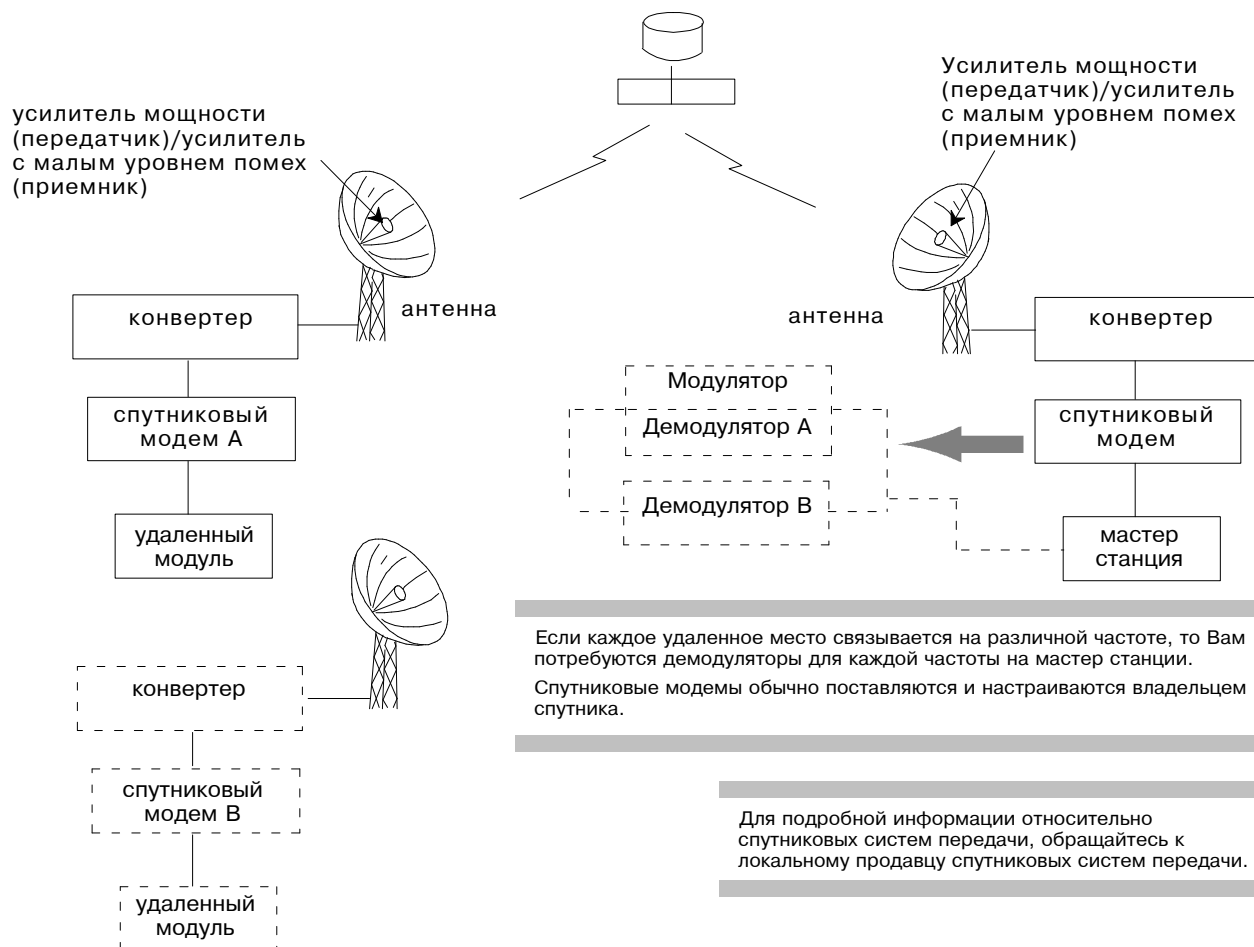 усилитель мощности
(передатчик)/усилитель
с малым уровнем помех
(приемник)
Усилитель мощности
(передатчик)/усилитель
с малым уровнем помех
(приемник)
антенна
конвертер
спутниковый
модем А
удаленный
модуль
антенна
конвертер
спутниковый
модем
мастер
станция
Модулятор
Демодулятор А
Демодулятор В
Если каждое удаленное место связывается на различной частоте, то Вам
потребуются демодуляторы для каждой частоты на мастер станции.
Спутниковые модемы обычно поставляются и настраиваются владельцем
спутника.
конвертер
спутниковый
модем В
удаленный
модуль
Для подробной информации относительно
спутниковых систем передачи, обращайтесь к
локальному продавцу спутниковых систем передачи.